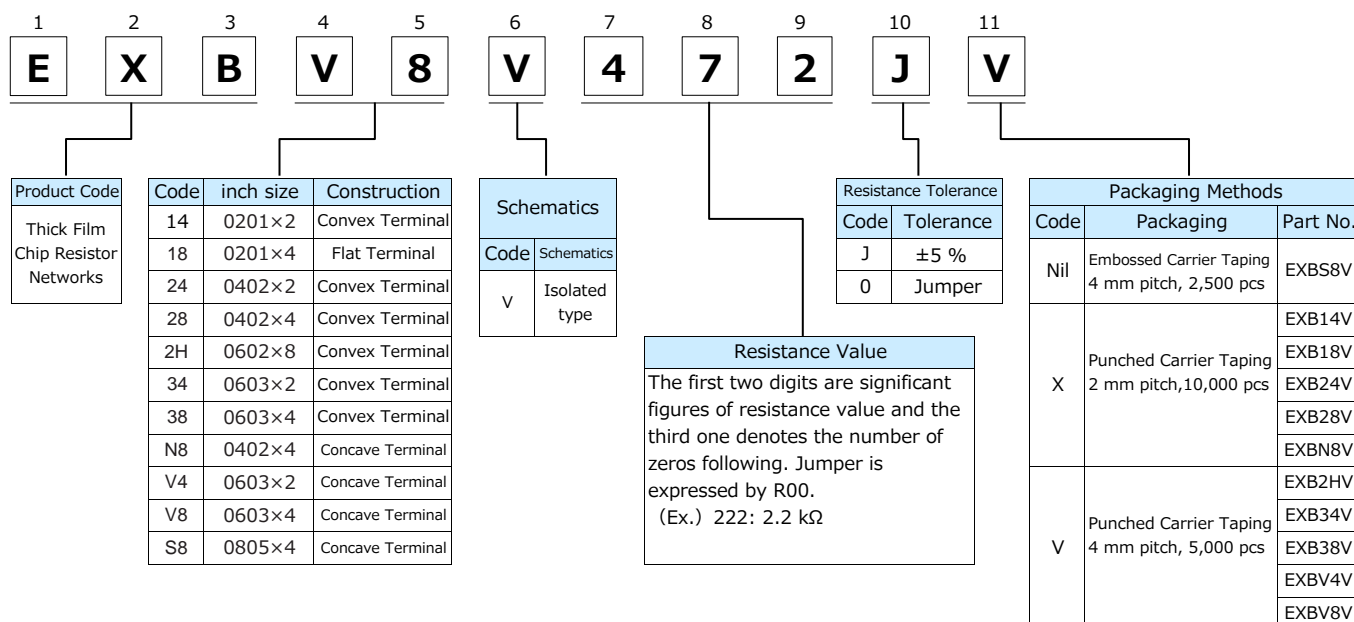 1 2 3 4 5 6 7 8 9 10 11
E X B V 8 V 4 7 2 J V
Product Code
Thick Film
Chip Resistor
Networks
Code inch size Construction
14 0201×2 Convex Terminal
18 0201×4 Flat Terminal
24 0402×2 Convex Terminal
28 0402×4 Convex Terminal
2H 0602×8 Convex Terminal
34 0603×2 Convex Terminal
38 0603×4 Convex Terminal
N8 0402×4 Concave Terminal
V4 0603×2 Concave Terminal
V8 0603×4 Concave Terminal
S8 0805×4 Concave Terminal
Schematics
Code Schematics
V Isolated
type
Resistance Value
The first two digits are significant
figures of resistance value and the
third one denotes the number of
zeros following. Jumper is
expressed by R00.
(Ex.) 222: 2.2 kΩ
Resistance Tolerance
Code Tolerance
J ±5 %
0 Jumper
Packaging Methods
Code Packaging Part No.
Nil Embossed Carrier Taping
4 mm pitch, 2,500 pcs EXBS8V
X Punched Carrier Taping
2 mm pitch,10,000 pcs
EXB14V
EXB18V
EXB24V
EXB28V
EXBN8V
V Punched Carrier Taping
4 mm pitch, 5,000 pcs
EXB2HV
EXB34V
EXB38V
EXBV4V
EXBV8V